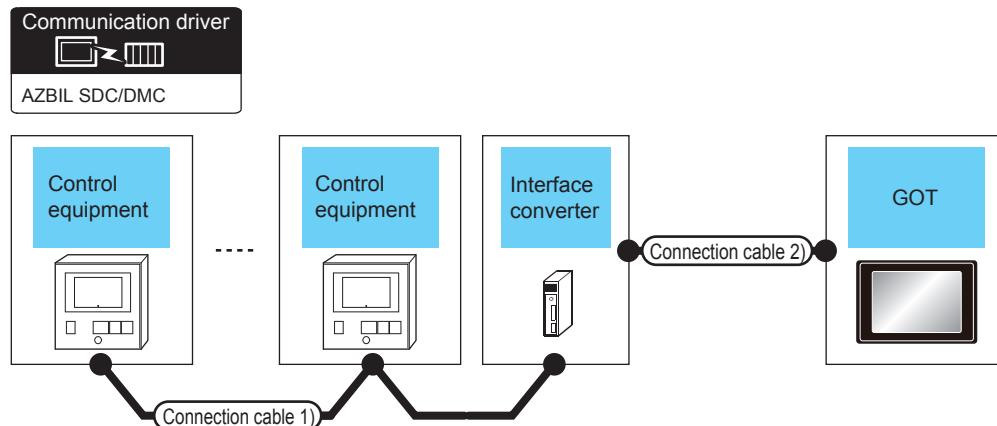 Communication driver
AZBIL SDC/DMC
Control
equipment
Control
equipment
Interface
converter
GOT
Connection cable 2)
Connection cable 1)